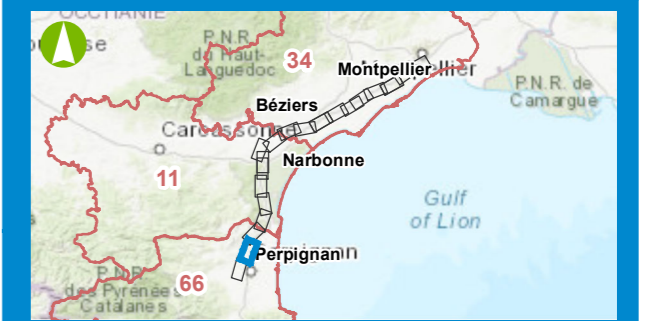 OCCITANIE
P.N.R.
du Haut-
Languedoc
34
Montpellier
P.N.R. de
Camargue
Béziers
Carcassonne
Narbonne
11
Gulf
of Lion
Perpignan
P.N.R.
des Pyrénées
Catalanes
66